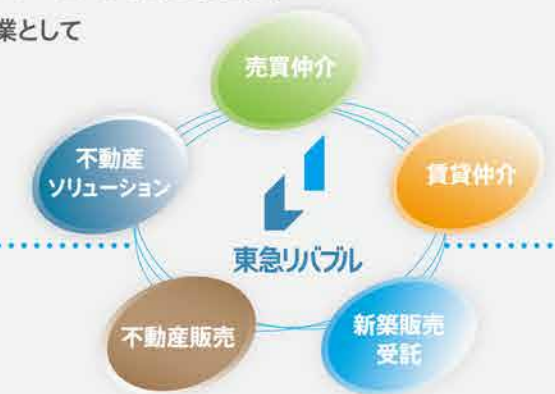 業として
売買仲介
不動産
ソリューション
賃貸仲介
東急リバブル
不動産販売
新築販売
受託